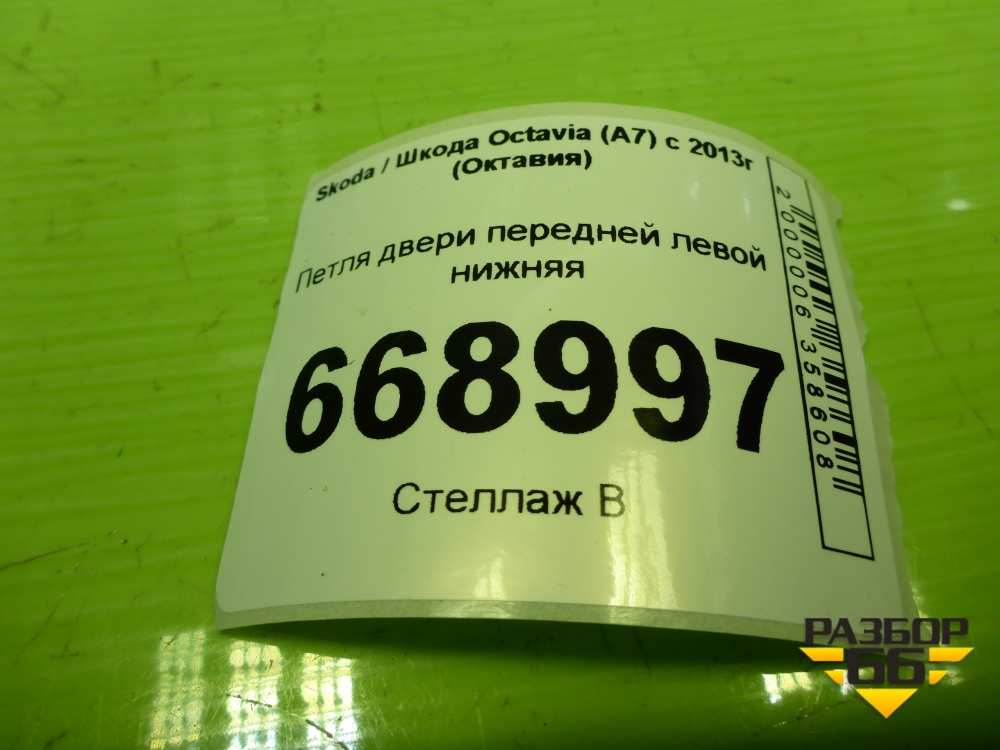 Skoda / Шкода Octavia (A7) с 2013г
(Октавия)
Петля двери передней левой
нижняя
668997
Стеллаж В
2000006358608
РАЗБОР
66